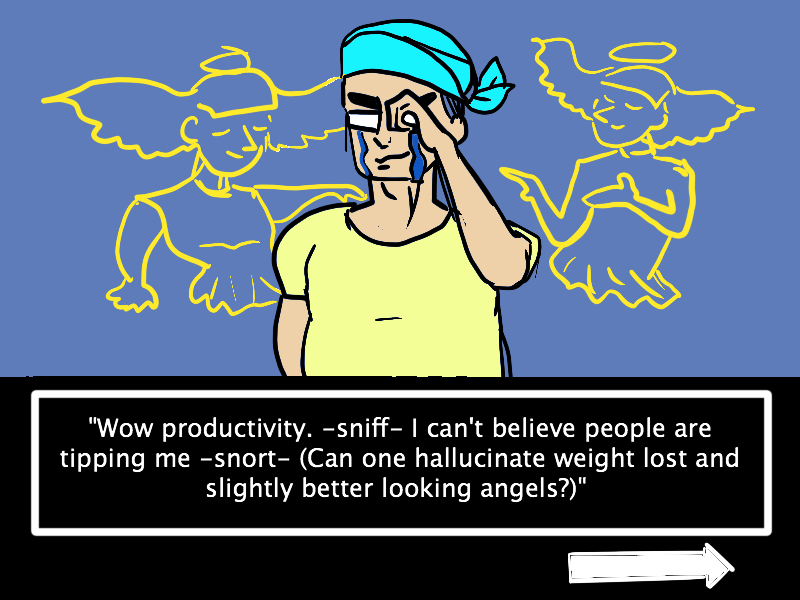 "Wow productivity. -sniff- I can't believe people are
tipping me -snort- (Can one hallucinate weight lost and
slightly better looking angels?)"